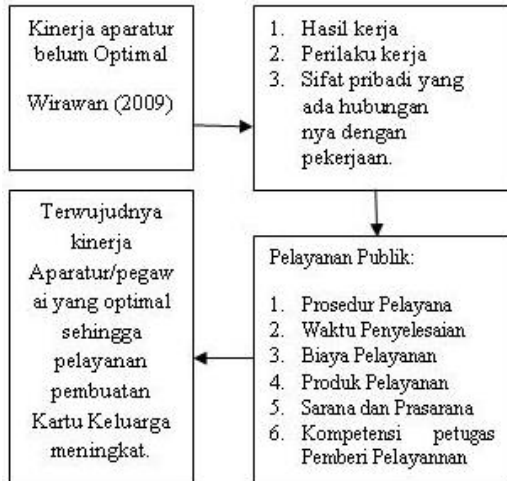 Kinerja aparatur
belum Optimal
Wirawan (2009)
1. Hasil kerja
2. Perilaku kerja
3. Sifat pribadi yang
ada hubungan
nya dengan
pekerjaan.
Pelayanan Publik:
1. Prosedur Pelayana
2. Waktu Penyelesaian
3. Biaya Pelayanan
4. Produk Pelayanan
5. Sarana dan Prasarana
6. Kompetensi petugas
Pemberi Pelayannan
Terwujudnya
kinerja
Aparatur/pegaw
ai yang optimal
sehingga
pelayanan
pembuatan
Kartu Keluarga
meningkat.